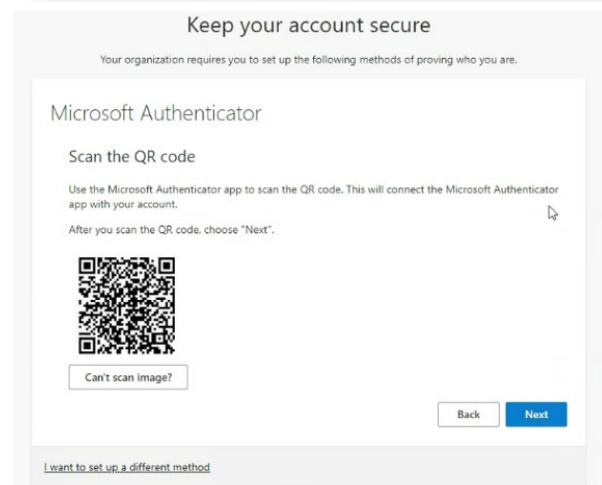 Keep your account secure
Your organization requires you to set up the following methods of proving who you are.
Microsoft Authenticator
Scan the QR code
Use the Microsoft Authenticator app to scan the QR code. This will connect the Microsoft Authenticator
app with your account.
After you scan the QR code, choose "Next".
Can't scan image?
Back Next
I want to set up a different method